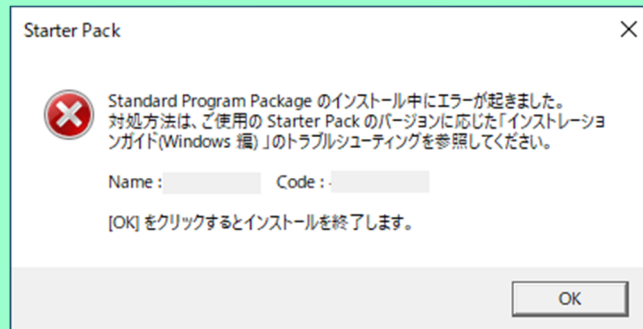 Starter Pack
Standard Program Package のインストール中にエラーが起きました。
対処方法は、ご使用の Starter Pack のバージョンに応じた「インストレーショ
ンガイド(Windows 編) 」のトラブルシューティングを参照してください。
Name : Code : -
[OK] をクリックするとインストールを終了します。
OK